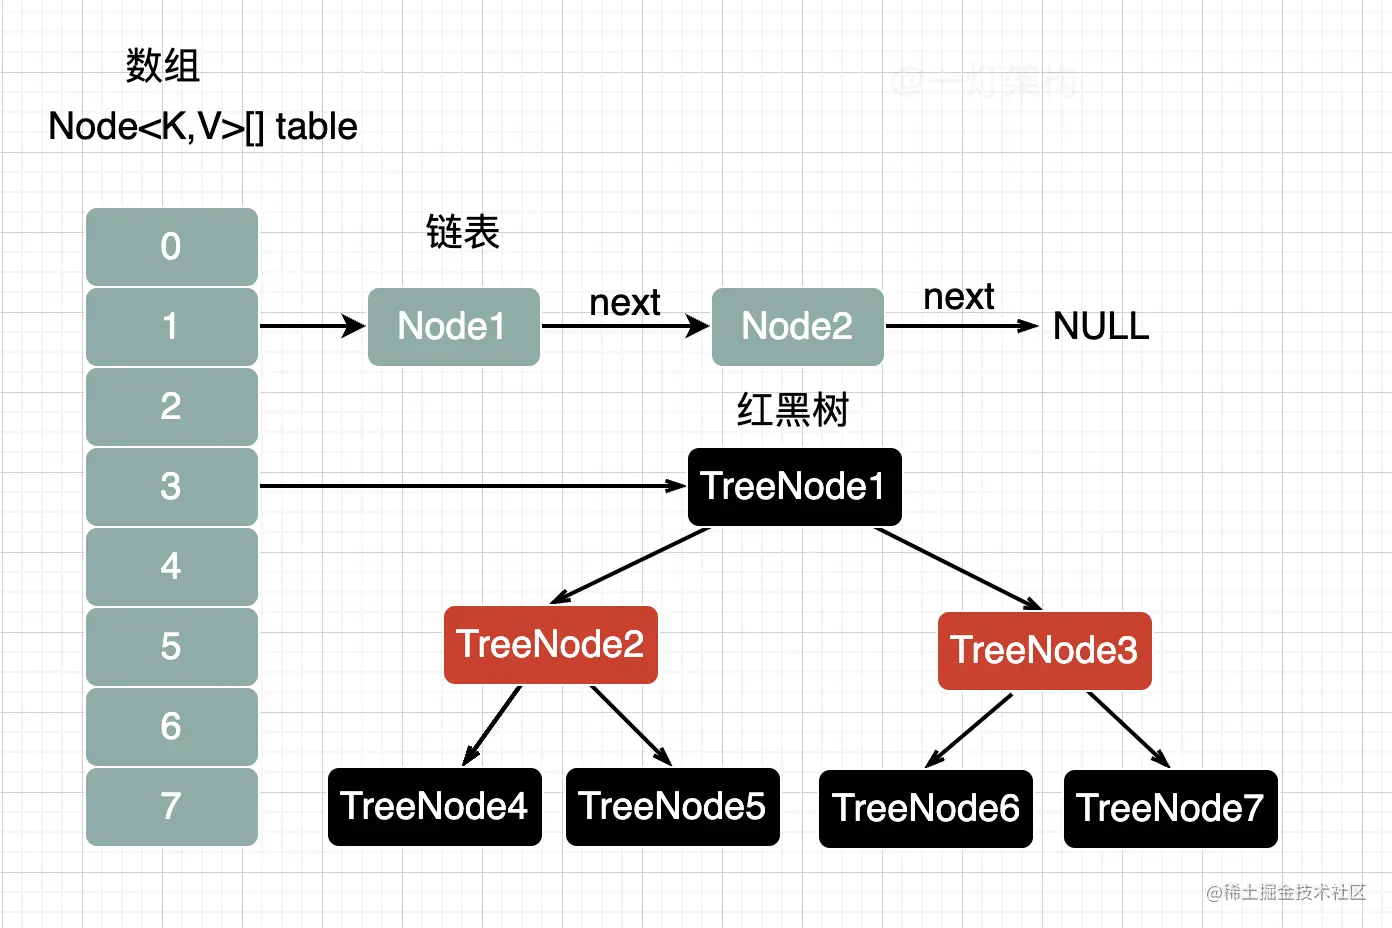 数组
@一灯架构
Node<K,V>[] table
0
链表
1
Node1
next
Node2
next
NULL
2
红黑树
3
TreeNode1
4
5
TreeNode2
TreeNode3
6
7
TreeNode4
TreeNode5
TreeNode6
TreeNode7
@稀土掘金技术社区